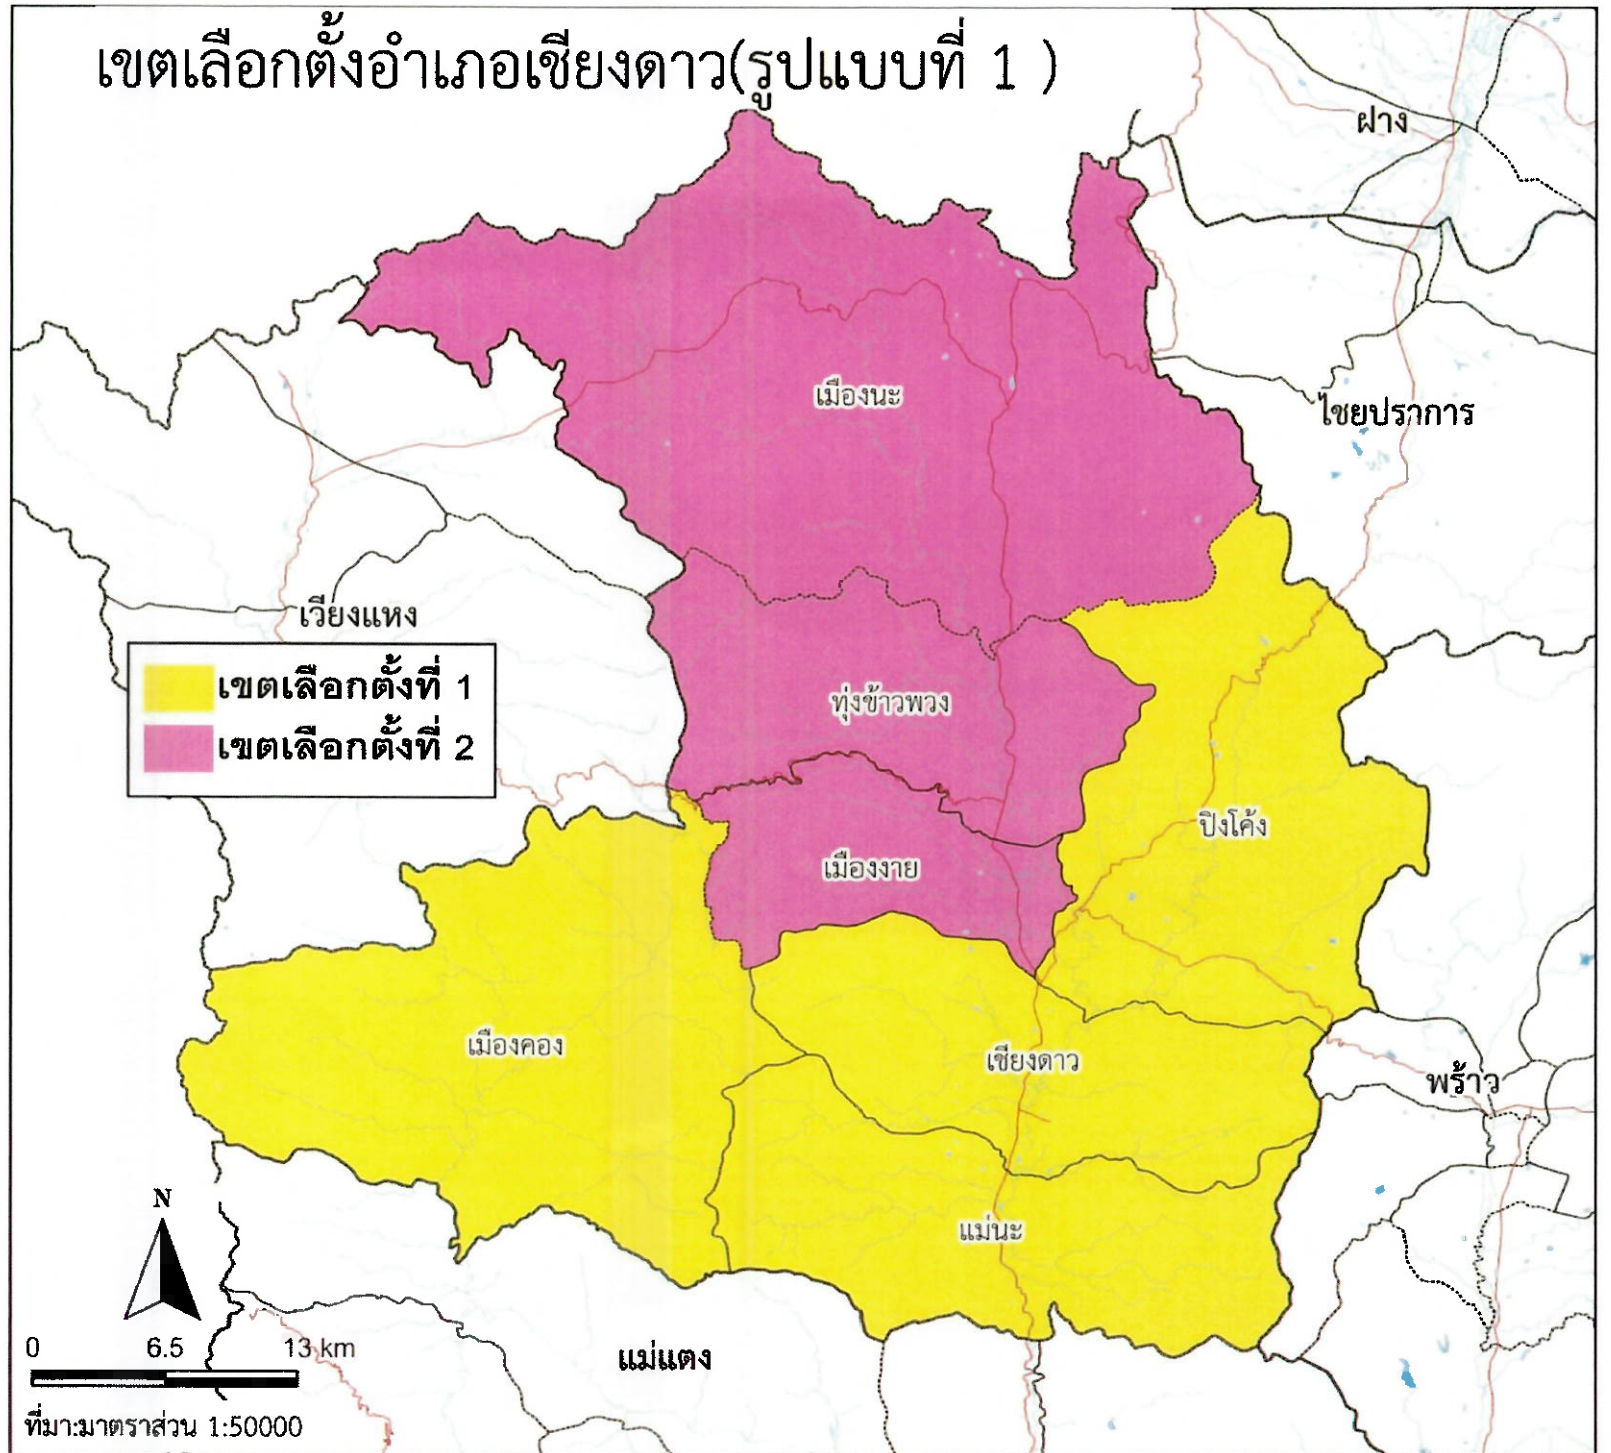 เขตเลือกตั้งอำเภอเชียงดาว(รูปแบบที่ 1 )
ฝาง
เมืองนะ
ไชยปราการ
เวียงแหง
เขตเลือกตั้งที่ 1
เขตเลือกตั้งที่ 2
ทุ่งข้าวพวง
ปิงโค้ง
เมืองงาย
เมืองคอง
เชียงดาว
พร้าว
แม่นะ
N
0 6.5 13 km
แม่แตง
ที่มา:มาตราส่วน 1:50000